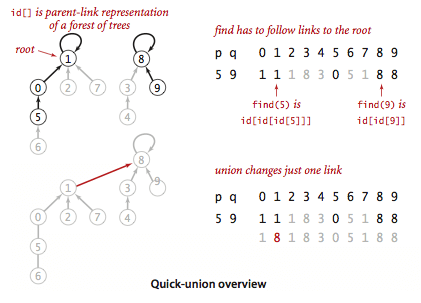 id[] is parent-link representation
of a forest of trees
root
1
8
0
2
7
3
9
5
4
6
8
1
3
9
0
2
7
4
5
6
find has to follow links to the root
p q 0 1 2 3 4 5 6 7 8 9
5 9 1 1 1 8 3 0 5 1 8 8
find(5) is
id[id[id[5]]]
find(9) is
id[id[9]]
union changes just one link
p q 0 1 2 3 4 5 6 7 8 9
5 9 1 1 1 8 3 0 5 1 8 8
1 8 1 8 3 0 5 1 8 8
Quick-union overview